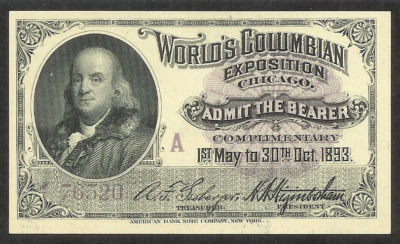 WORLD'S COLUMBIAN
EXPOSITION
CHICAGO.
ADMIT THE BEARER
A
COMPLIMENTARY
1ST MAY TO 30TH OCT. 1893.
TREASURER.
PRESIDENT
AMERICAN BANK NOTE COMPANY, NEW YORK.